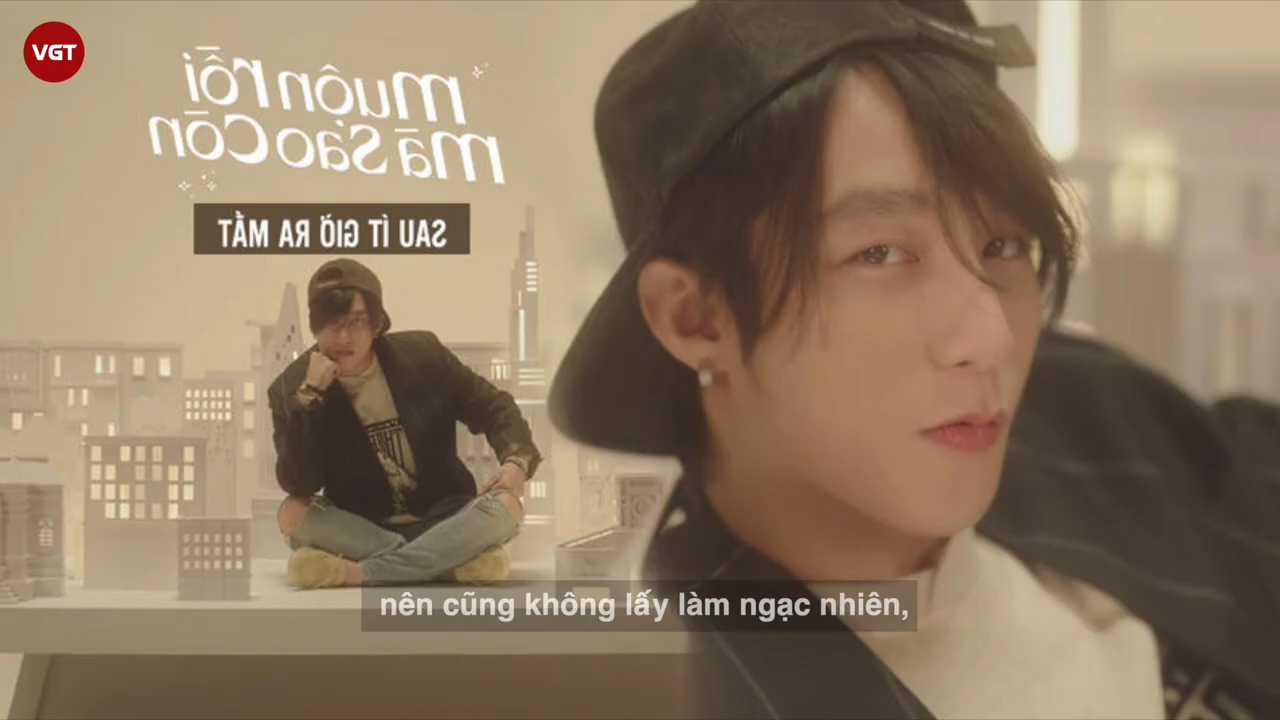 VGT
muộn rồi
mà sao còn
SAU ÍT GIỜ RA MẮT
nên cũng không lấy làm ngạc nhiên,